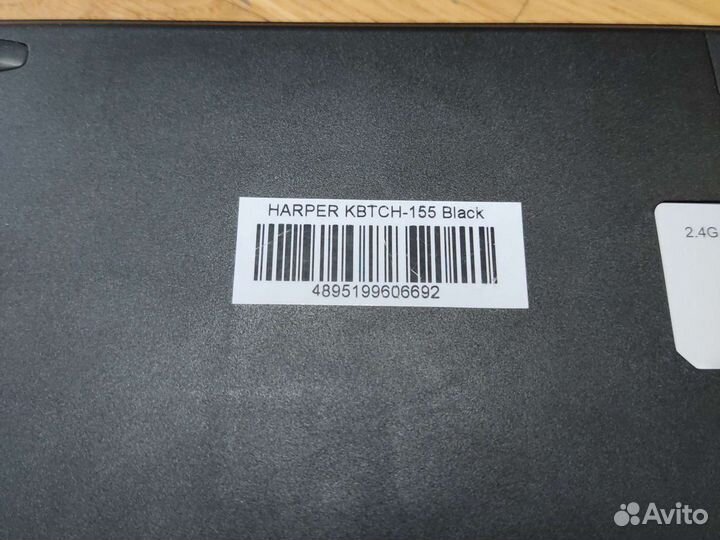 HARPER KBTCH-155 Black
4895199606692
2.4G
Avito